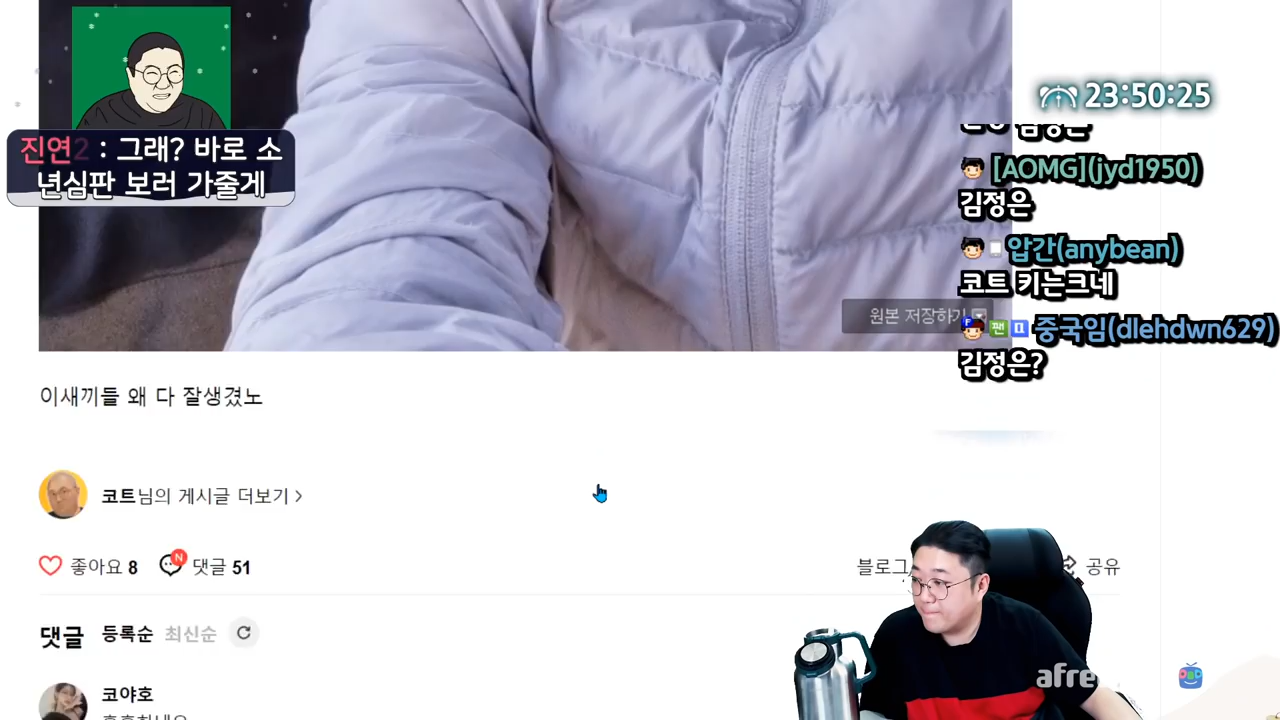 진연2 : 그래? 바로 소
년심판 보러 가줄게
23:50:25
[AOMG](jyd1950)
김정은
압간(anybean)
코트 키는크네
팬 중국임(dlehdwn629)
김정은?
원본 저장하기
이새끼들 왜 다 잘생겼노
코트님의 게시글 더보기 >
좋아요 8 N 댓글 51
블로그
공유
댓글 등록순 최신순
코야호
afre